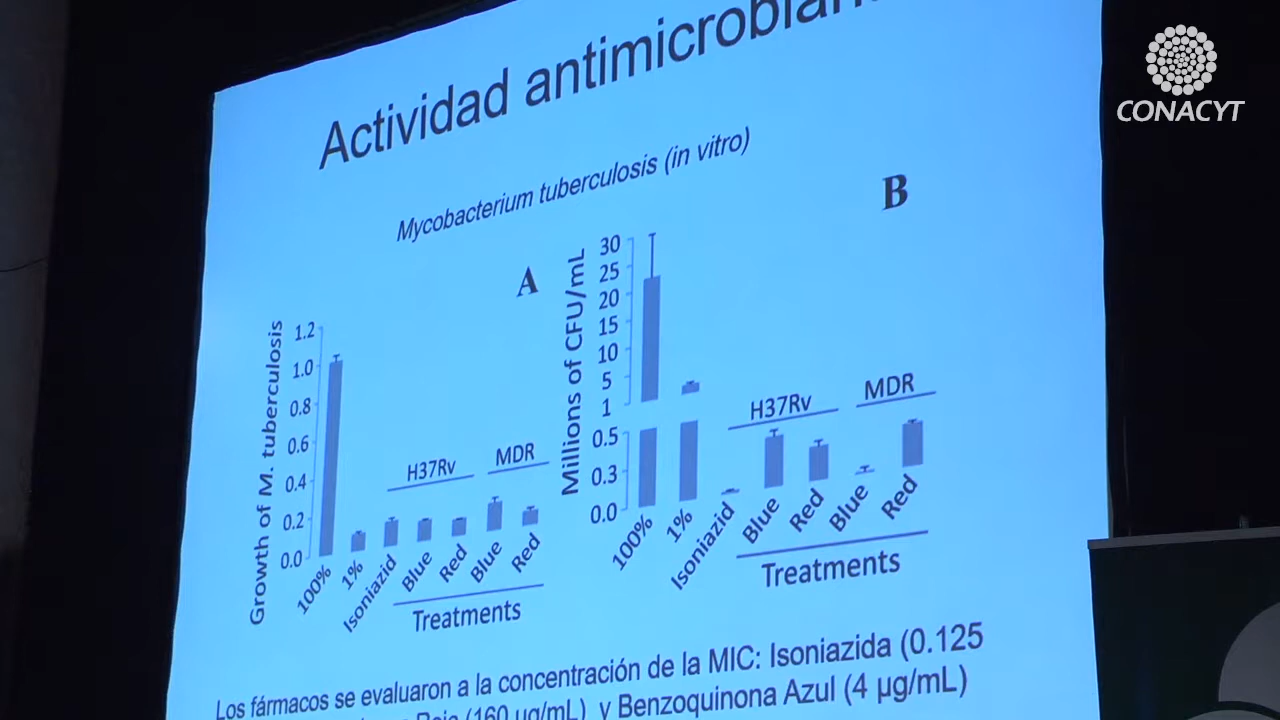 CONACYT
Actividad
Mycobacterium tuberculosis (in vitro)
A
Growth of M. tuberculosis
1.2
1.0
0.8
0.6
0.4
0.2
0.0
H37Rv
MDR
100%
1%
Isoniazid
Blue
Red
Blue
Red
Treatments
B
Millions of CFU/mL
30
25
20
15
10
5
1
0.5
0.3
0.0
H37Rv
MDR
100%
1%
Isoniazid
Blue
Red
Blue
Red
Treatments
Los fármacos se evaluaron a la concentración de la MIC: Isoniazida (0.125
(160 µg/mL) y Benzoquinona Azul (4 µg/mL)